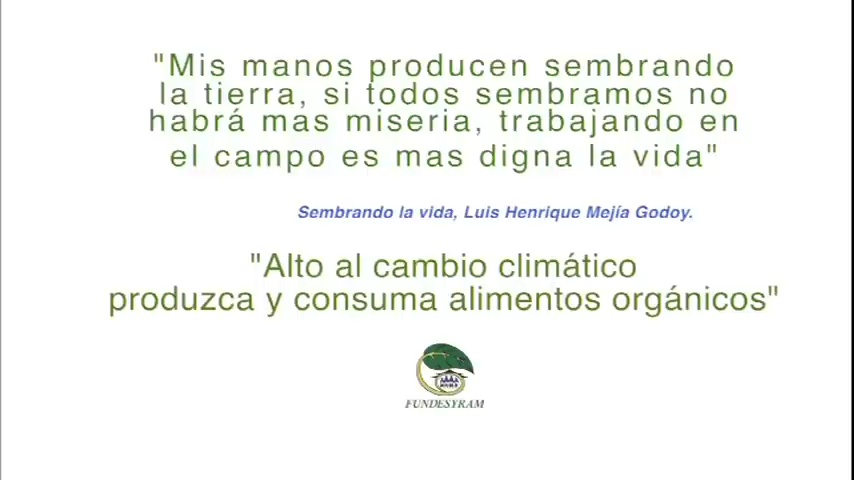 "Mis manos producen sembrando
la tierra, si todos sembramos no
habrá mas miseria, trabajando en
el campo es mas digna la vida"
Sembrando la vida, Luis Henrique Mejía Godoy.
"Alto al cambio climático
produzca y consuma alimentos orgánicos"
FUNDESYRAM